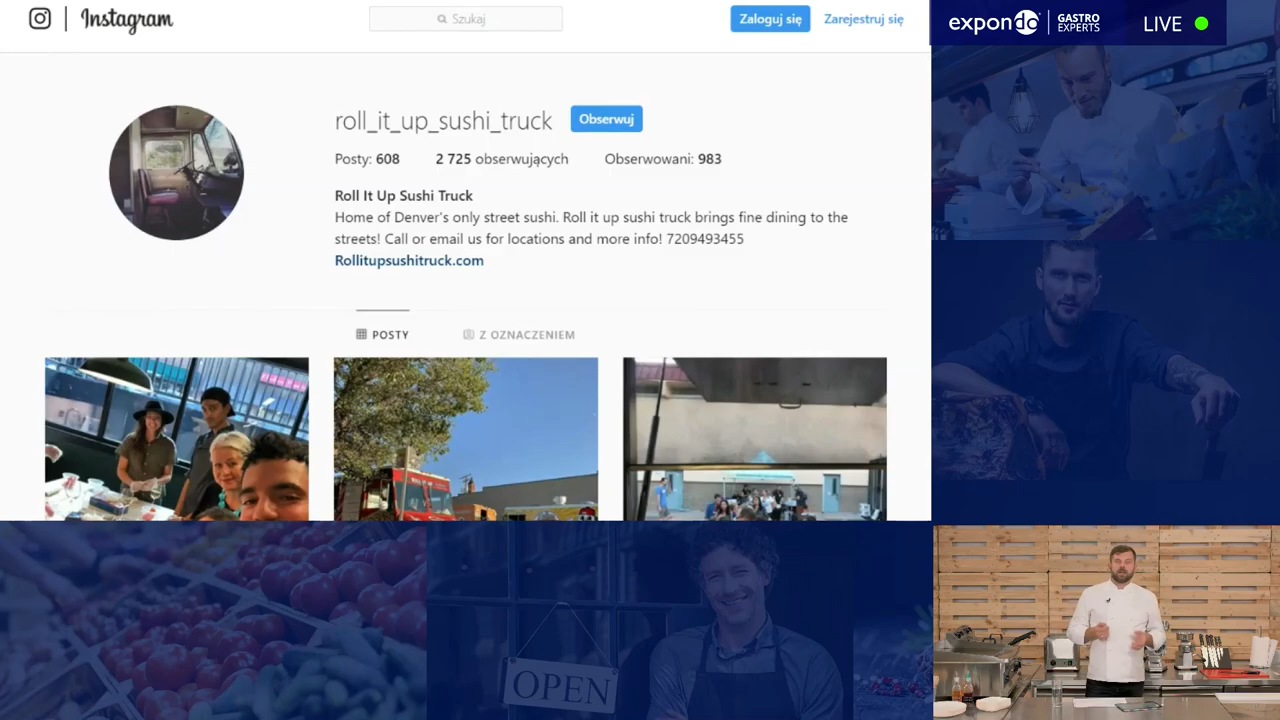 Instagram
Szukaj
Zaloguj się
Zarejestruj się
expondo GASTRO EXPERTS
LIVE
roll_it_up_sushi_truck
Obserwuj
Posty: 608 2 725 obserwujących Obserwowani: 983
Roll It Up Sushi Truck
Home of Denver's only street sushi. Roll it up sushi truck brings fine dining to the
streets! Call or email us for locations and more info! 7209493455
Rollitupsushitruck.com
POSTY
Z OZNACZENIEM
OPEN